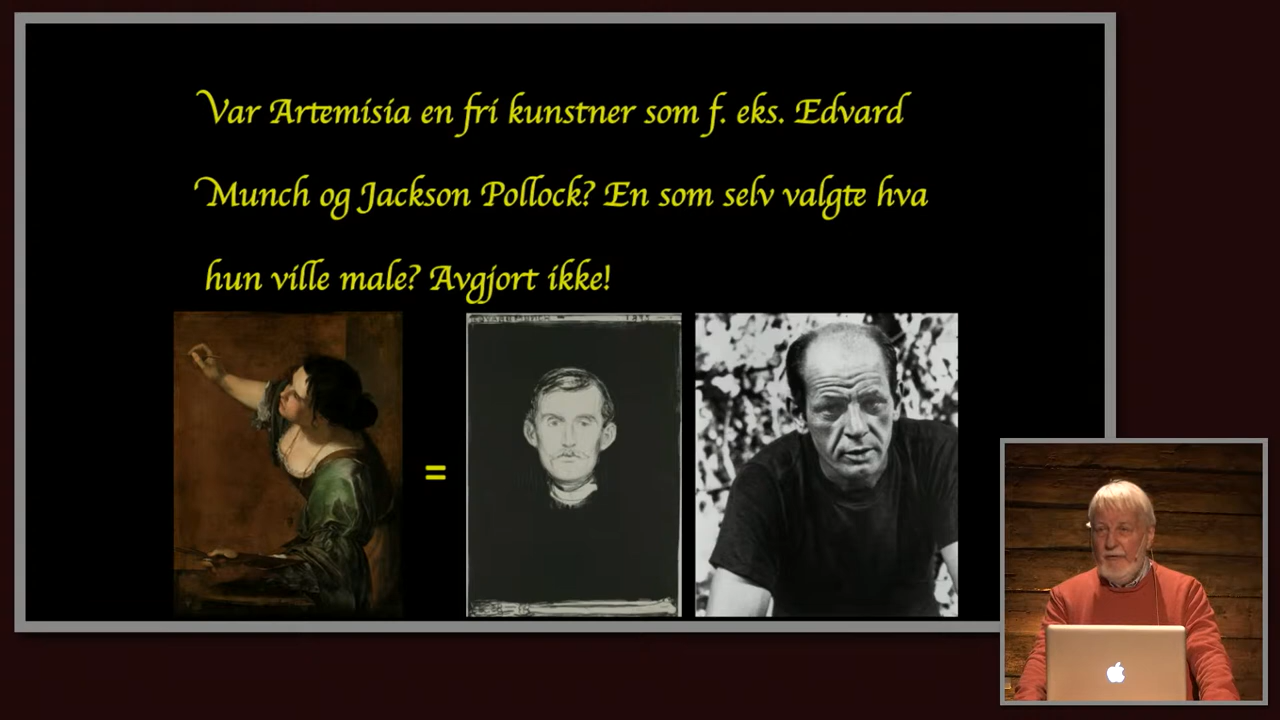 Var Artemisia en fri kunstner som f. eks. Edvard
Munch og Jackson Pollock? En som selv valgte hva
hun ville male? Avgjort ikke!
=